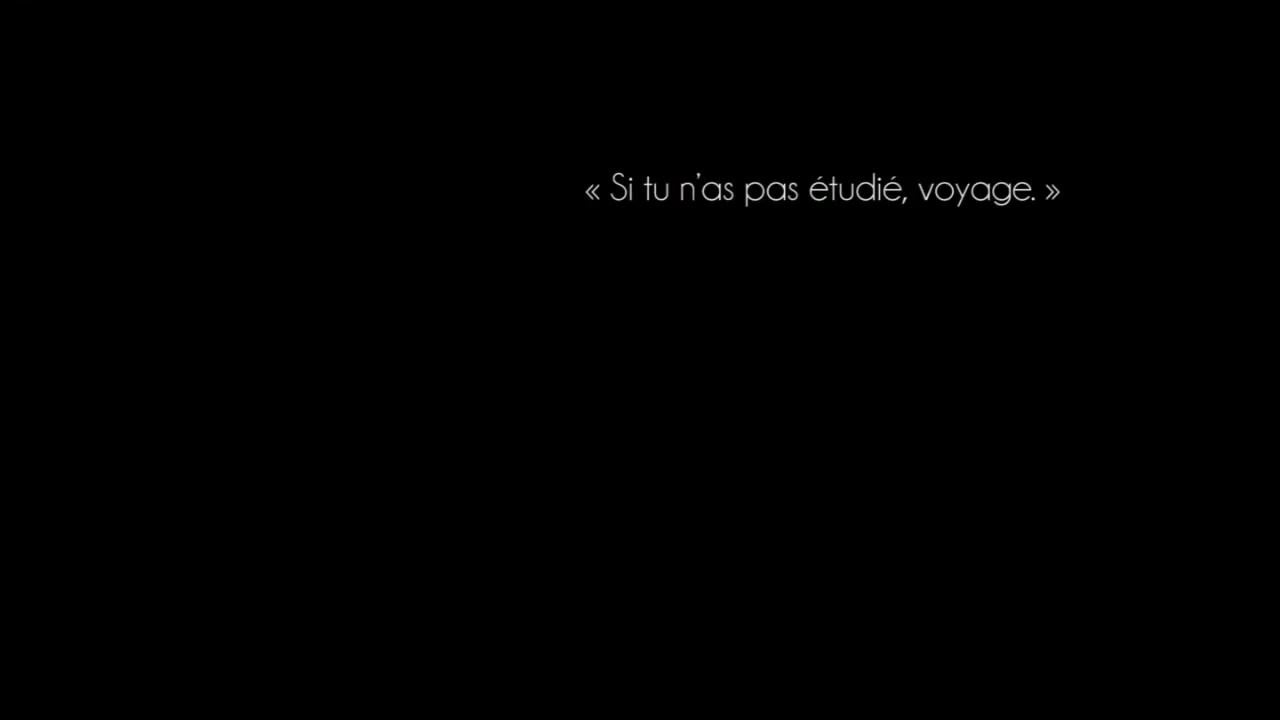 « Si tu n’as pas étudié, voyage. »